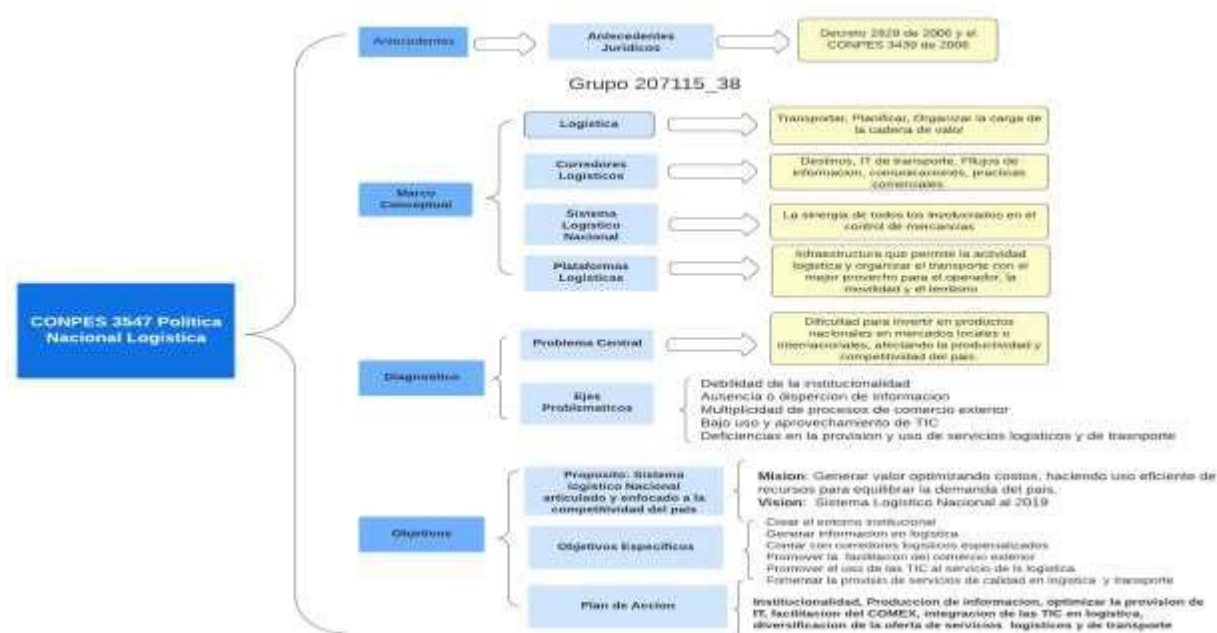 Antecedentes
Antecedentes
Juridicos
Decreto 2828 de 2006 y el
CONPES 3439 de 2006
Grupo 207115_38
Marco
Conceptual
Logistica
Transportar, Planificar, Organizar la carga de
la cadena de valor
Corredores
Logisticos
Destinos, IT de transporte, Fllujos de
informacion, comunicaciones, practicas
comerciales
Sistema
Logistico
Nacional
La sinergia de todos los involucrados en el
control de mercancias
Plataformas
Logisticas
Infraestructura que permite la actividad
logistica y organizar el transporte con el
mejor provecho para el operador, la
movilidad y el territorio
CONPES 3547 Politica
Nacional Logistica
Diagnostico
Problema Central
Dificultad para invertir en productos
nacionales en mercados locales o
internacionales, afectando la productividad y
competitividad del pais.
Ejes
Problematicos
Debilidad de la institucionalidad
Ausencia o dispercion de informacion
Multiplicidad de procesos de comercio exterior
Bajo uso y aprovechamiento de TIC
Deficiencias en la provision y uso de servicios logisticos y de trasnporte
Objetivos
Proposito: Sistema
logistico Nacional
articulado y enfocado a la
competitividad del pais
Mision: Generar valor optimizando costos, haciendo uso eficiente de
recursos para equilibrar la demanda del pais.
Vision: Sistema Logistico Nacional al 2019
Objetivos Especificos
Crear el entorno institucional
Generar informacion en logistica
Contar con corredores logisticos especializados
Promover la facilitacion del comercio exterior
Promover el uso de las TIC al servicio de la logistica
Fomentar la provisin de servicios de calidad en logistica y transporte
Plan de Accion
Institucionalidad, Produccion de informacion, optimizar la provision de
IT, facilitacion del COMEX, integracion de las TIC en logistica,
diversificacion de la oferta de servicios logisticos y de transporte